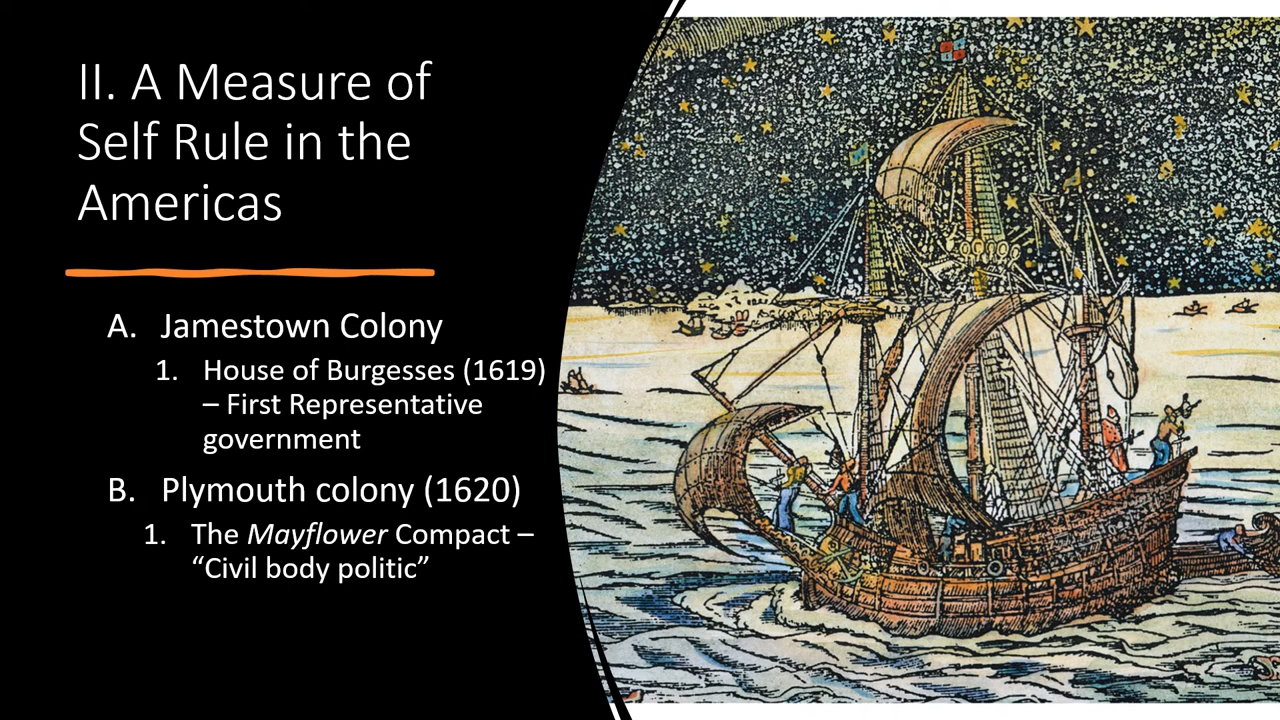 II. A Measure of
Self Rule in the
Americas
A. Jamestown Colony
1. House of Burgesses (1619)
– First Representative
government
B. Plymouth colony (1620)
1. The Mayflower Compact –
“Civil body politic”